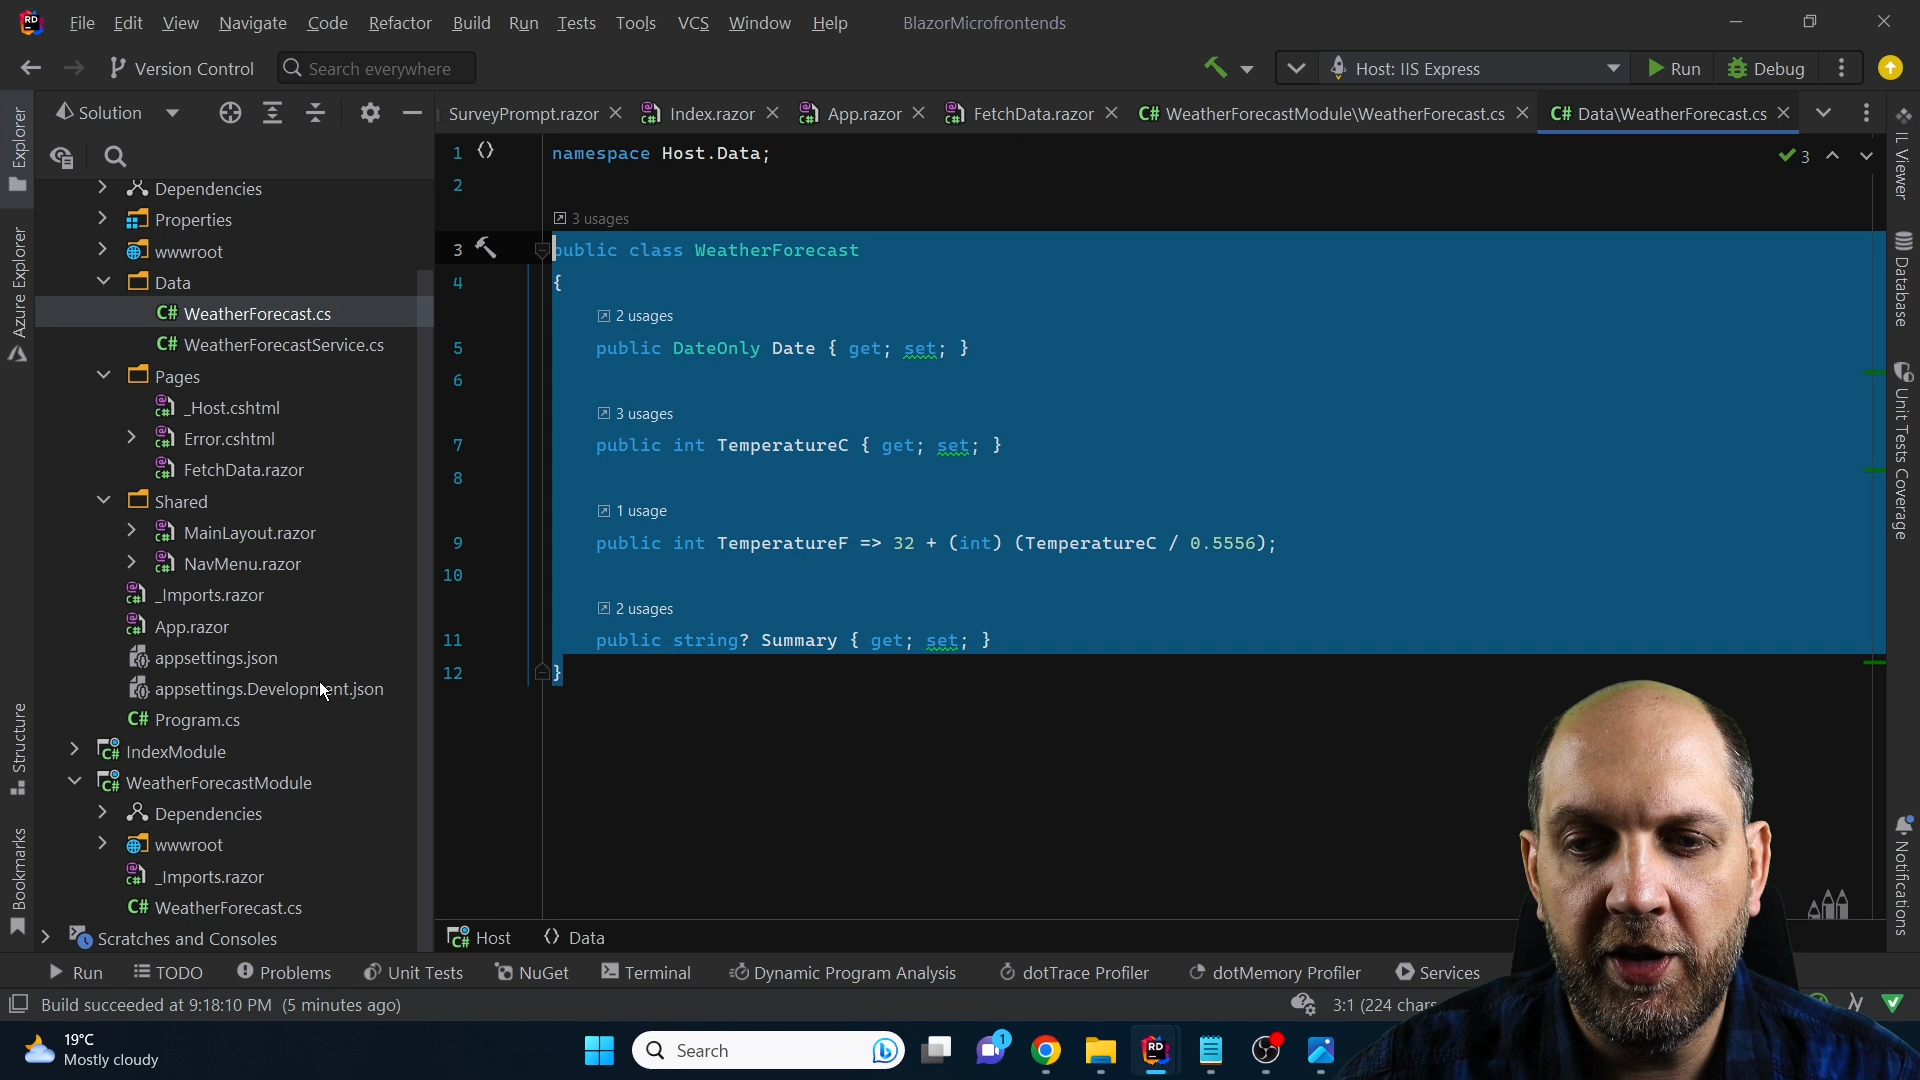 RD File Edit View Navigate Code Refactor Build Run Tests Tools VCS Window Help BlazorMicrofrontends
Version Control Search everywhere Host: IIS Express Run Debug
Solution
SurveyPrompt.razor Index.razor App.razor FetchData.razor C# WeatherForecastModule\WeatherForecast.cs C# Data\WeatherForecast.cs
Explorer
Azure Explorer
Structure
Bookmarks
Dependencies
Properties
wwwroot
Data
C# WeatherForecast.cs
C# WeatherForecastService.cs
Pages
_Host.cshtml
Error.cshtml
FetchData.razor
Shared
MainLayout.razor
NavMenu.razor
_Imports.razor
App.razor
appsettings.json
appsettings.Development.json
C# Program.cs
IndexModule
WeatherForecastModule
Dependencies
wwwroot
_Imports.razor
C# WeatherForecast.cs
Scratches and Consoles
1 namespace Host.Data;
2
3 usages
3 public class WeatherForecast
4 {
2 usages
5 public DateOnly Date { get; set; }
6
3 usages
7 public int TemperatureC { get; set; }
8
1 usage
9 public int TemperatureF => 32 + (int) (TemperatureC / 0.5556);
10
2 usages
11 public string? Summary { get; set; }
12 }
3
IL Viewer
Database
Unit Tests Coverage
Notifications
Host Data
Run TODO Problems Unit Tests NuGet Terminal Dynamic Program Analysis dotTrace Profiler dotMemory Profiler Services
Build succeeded at 9:18:10 PM (5 minutes ago) 3:1 (224 chars
19°C
Mostly cloudy
Search
1
RD